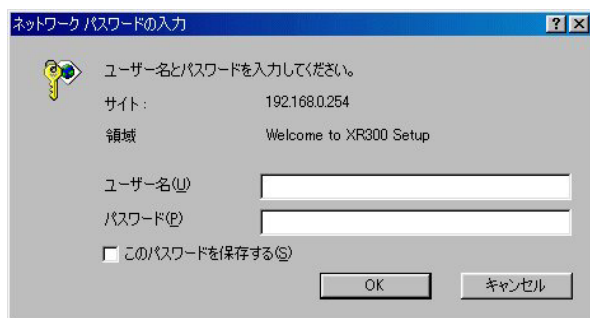 ネットワーク パスワードの入力
ユーザー名とパスワードを入力してください。
サイト: 192.168.0.254
領域 Welcome to XR300 Setup
ユーザー名(U)
パスワード(P)
このパスワードを保存する(S)
OK キャンセル